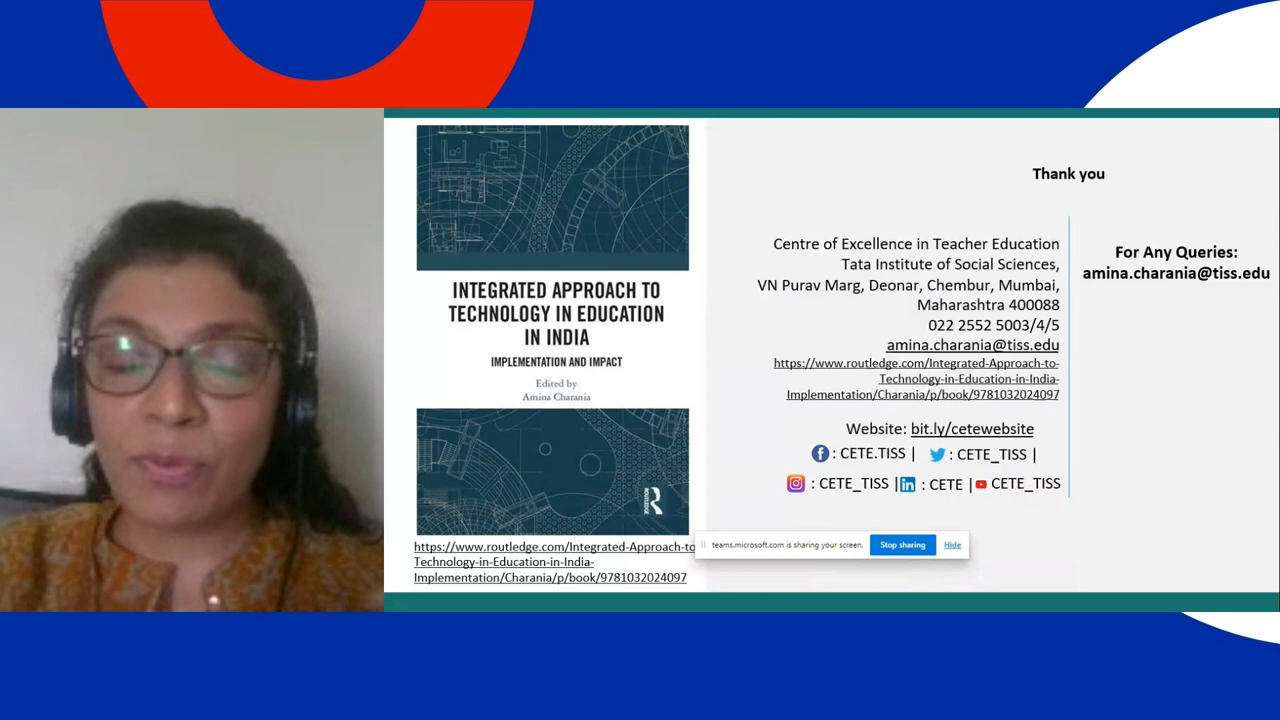 INTEGRATED APPROACH TO
TECHNOLOGY IN EDUCATION
IN INDIA
IMPLEMENTATION AND IMPACT
Edited by
Amina Charania
ROUTLEDGE
https://www.routledge.com/Integrated-Approach-to
Technology-in-Education-in-India-
Implementation/Charania/p/book/9781032024097
Thank you
Centre of Excellence in Teacher Education
Tata Institute of Social Sciences,
VN Purav Marg, Deonar, Chembur, Mumbai,
Maharashtra 400088
022 2552 5003/4/5
amina.charania@tiss.edu
https://www.routledge.com/Integrated-Approach-to-
Technology-in-Education-in-India-
Implementation/Charania/p/book/9781032024097
Website: bit.ly/cetewebsite
: CETE.TISS | : CETE_TISS |
: CETE_TISS | : CETE | CETE_TISS
For Any Queries:
amina.charania@tiss.edu
teams.microsoft.com is sharing your screen. Stop sharing Hide